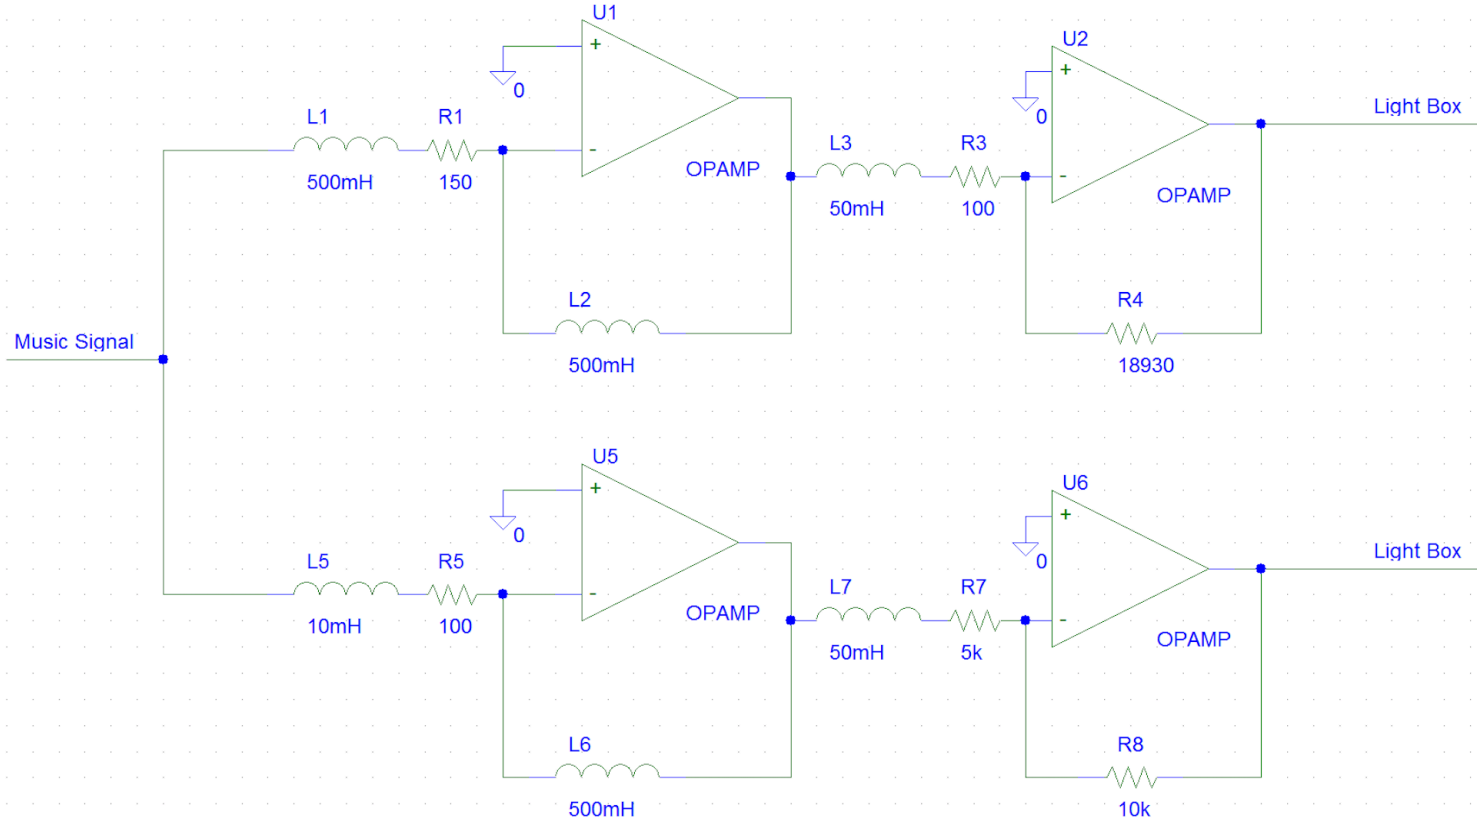 U1
+
0
-
OPAMP
L1
500mH
R1
150
L2
500mH
U2
+
0
-
OPAMP
L3
50mH
R3
100
R4
18930
Light Box
Music Signal
U5
+
0
-
OPAMP
L5
10mH
R5
100
L6
500mH
U6
+
0
-
OPAMP
L7
50mH
R7
5k
R8
10k
Light Box